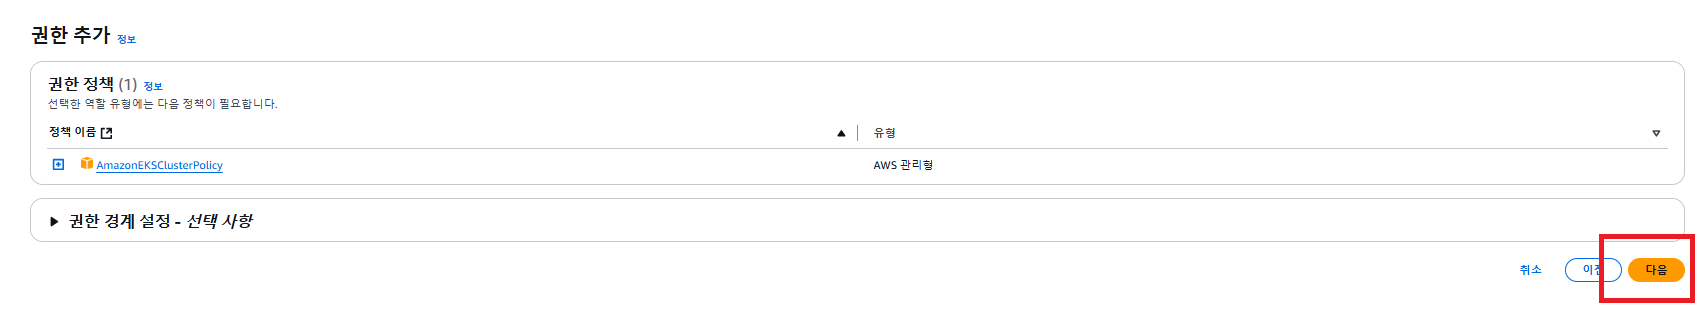 권한 추가 정보
권한 정책 (1) 정보
선택한 역할 유형에는 다음 정책이 필요합니다.
정책 이름 유형
AmazonEKSClusterPolicy AWS 관리형
권한 경계 설정 - 선택 사항
취소 이전 다음